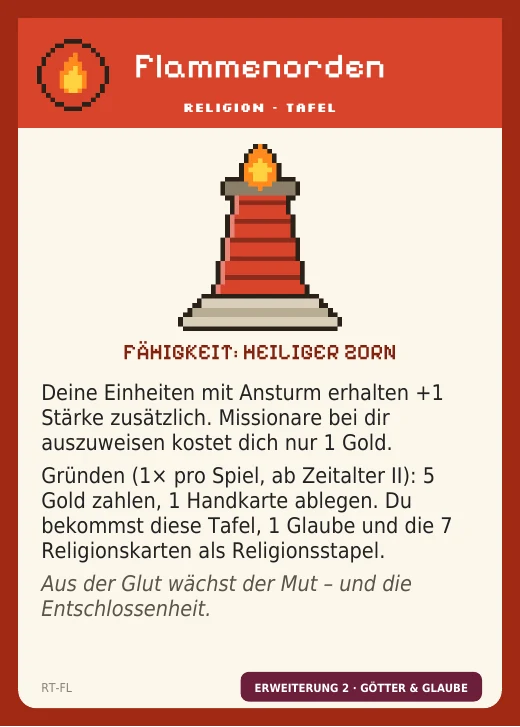 Flammenorden
RELIGION - TAFEL
FÄHIGKEIT: HEILIGER ZORN
Deine Einheiten mit Ansturm erhalten +1
Stärke zusätzlich. Missionare bei dir
auszuweisen kostet dich nur 1 Gold.
Gründen (1× pro Spiel, ab Zeitalter II): 5
Gold zahlen, 1 Handkarte ablegen. Du
bekommst diese Tafel, 1 Glaube und die 7
Religionskarten als Religionsstapel.
Aus der Glut wächst der Mut – und die
Entschlossenheit.
RT-FL
ERWEITERUNG 2 · GÖTTER & GLAUBE